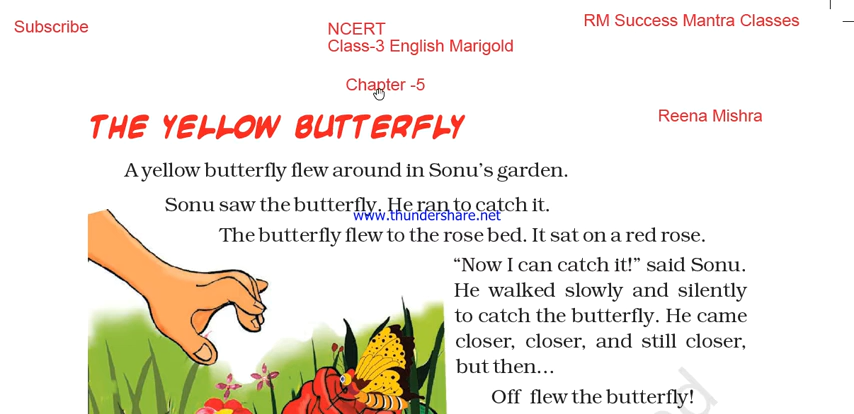 Subscribe
NCERT
RM Success Mantra Classes
Class-3 English Marigold
Chapter -5
Reena Mishra
THE YELLOW BUTTERFLY
A yellow butterfly flew around in Sonu's garden.
Sonu saw the butterfly. He ran to catch it.
www.thundershare.net
The butterfly flew to the rose bed. It sat on a red rose.
“Now I can catch it!” said Sonu.
He walked slowly and silently
to catch the butterfly. He came
closer, closer, and still closer,
but then...
Off flew the butterfly!